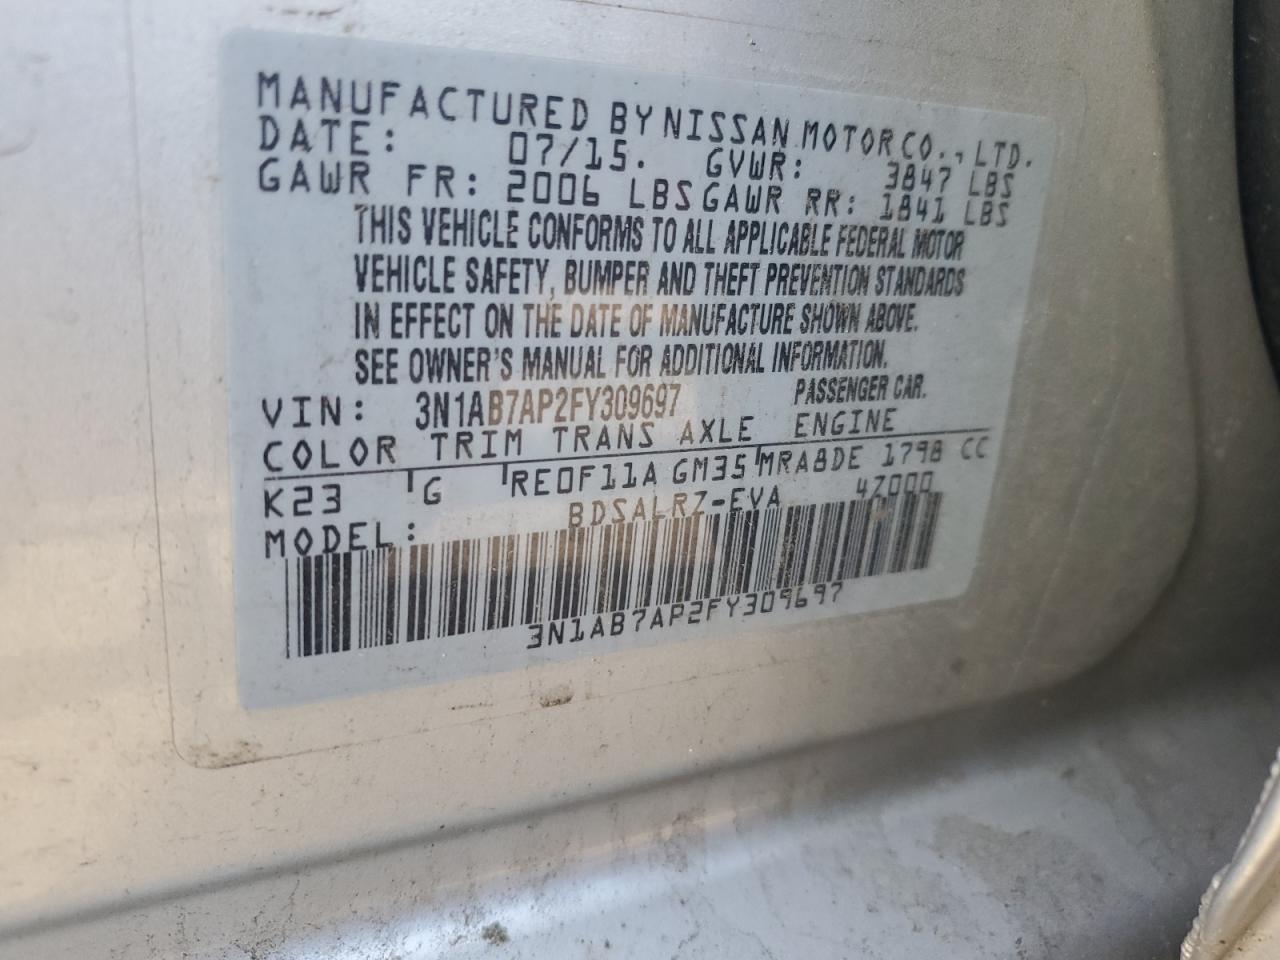 MANUFACTURED BY NISSAN MOTOR CO., LTD.
DATE: 07/15. GVWR: 3847 LBS
GAWR FR: 2006 LBS GAWR RR: 1841 LBS
THIS VEHICLE CONFORMS TO ALL APPLICABLE FEDERAL MOTOR
VEHICLE SAFETY, BUMPER AND THEFT PREVENTION STANDARDS
IN EFFECT ON THE DATE OF MANUFACTURE SHOWN ABOVE.
SEE OWNER'S MANUAL FOR ADDITIONAL INFORMATION.
VIN: 3N1AB7AP2FY309697 PASSENGER CAR.
COLOR TRIM TRANS AXLE ENGINE
K23 G RE0F11A GM35 MRA8DE 1798 CC
MODEL: BDSALRZ-EVA 4Z000
3N1AB7AP2FY309697